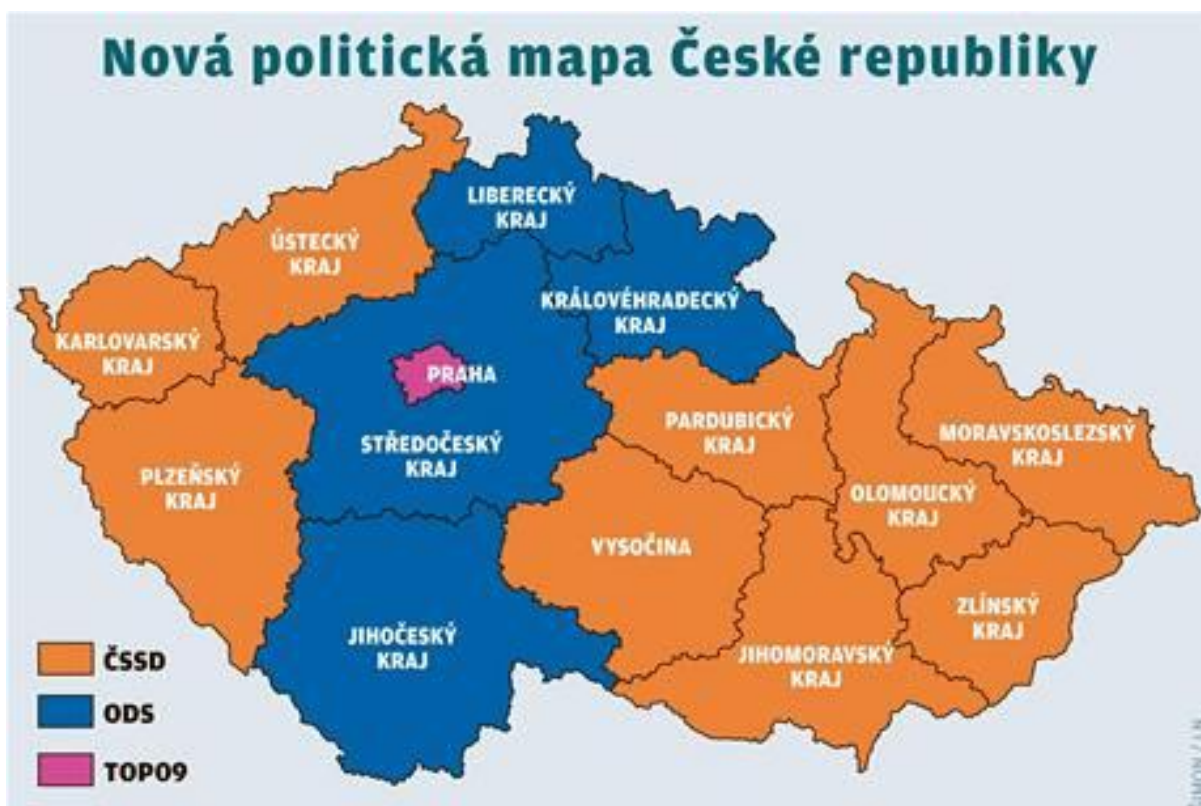 Nová politická mapa České republiky
LIBERECKÝ
KRAJ
ÚSTECKÝ
KRAJ
KRÁLOVÉHRADECKÝ
KRAJ
KARLOVARSKÝ
KRAJ
PRAHA
PARDUBICKÝ
KRAJ
MORAVSKOSLEZSKÝ
KRAJ
STŘEDOČESKÝ
KRAJ
PLZEŇSKÝ
KRAJ
OLOMOUCKÝ
KRAJ
VYSOČINA
ZLÍNSKÝ
KRAJ
JIHOČESKÝ
KRAJ
JIHOMORAVSKÝ
KRAJ
ČSSD
ODS
TOP09